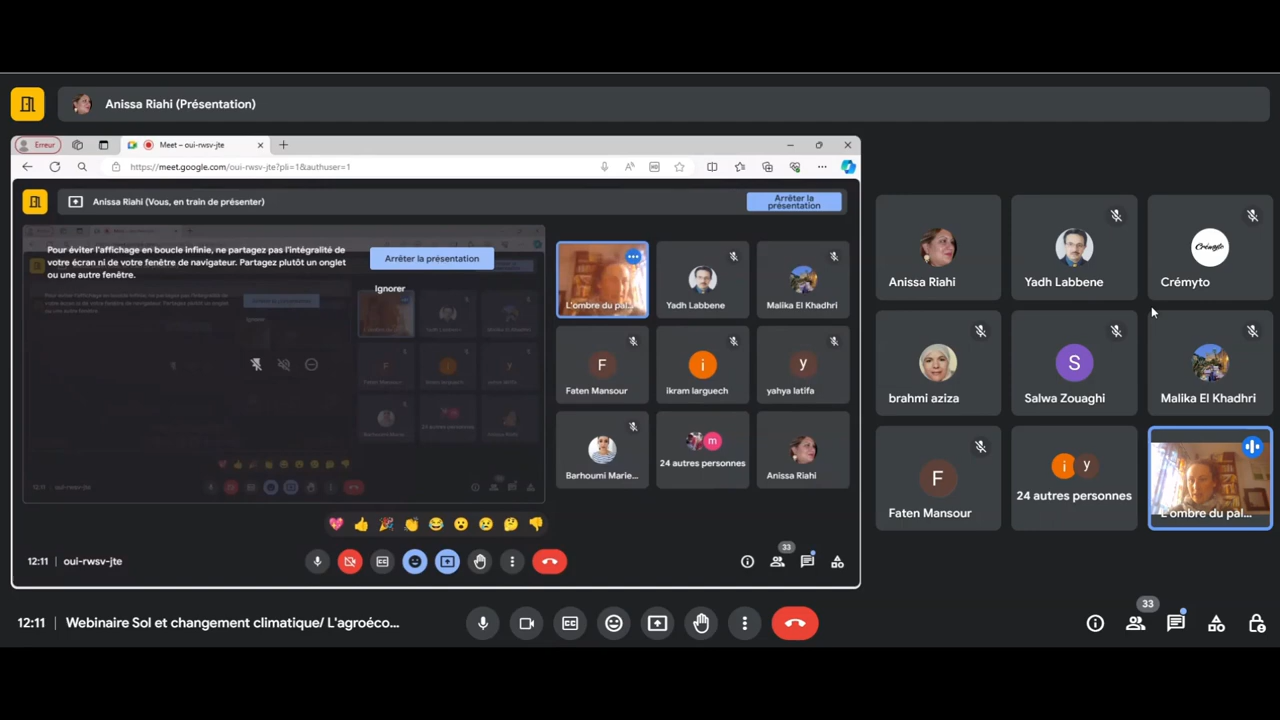 Anissa Riahi (Présentation)
Erreur
Meet – oui-rwsv-jte
https://meet.google.com/oui-rwsv-jte?pli=1&authuser=1
Anissa Riahi (Vous, en train de présenter)
Arrêter la
présentation
Pour éviter l'affichage en boucle infinie, ne partagez pas l'intégralité de
votre écran ni de votre fenêtre de navigateur. Partagez plutôt un onglet
ou une autre fenêtre.
Arrêter la présentation
Ignorer
L'ombre du pal...
Yadh Labbene
Malika El Khadhri
F
Faten Mansour
i
ikram larguech
y
yahya latifa
Barhoumi Marie...
m
24 autres personnes
Anissa Riahi
33
12:11 | oui-rwsv-jte
Anissa Riahi
Yadh Labbene
Crémyto
Crémyto
brahmi aziza
S
Salwa Zouaghi
Malika El Khadhri
F
Faten Mansour
i y
24 autres personnes
L'ombre du pal...
12:11 | Webinaire Sol et changement climatique/ L'agroéco...
33